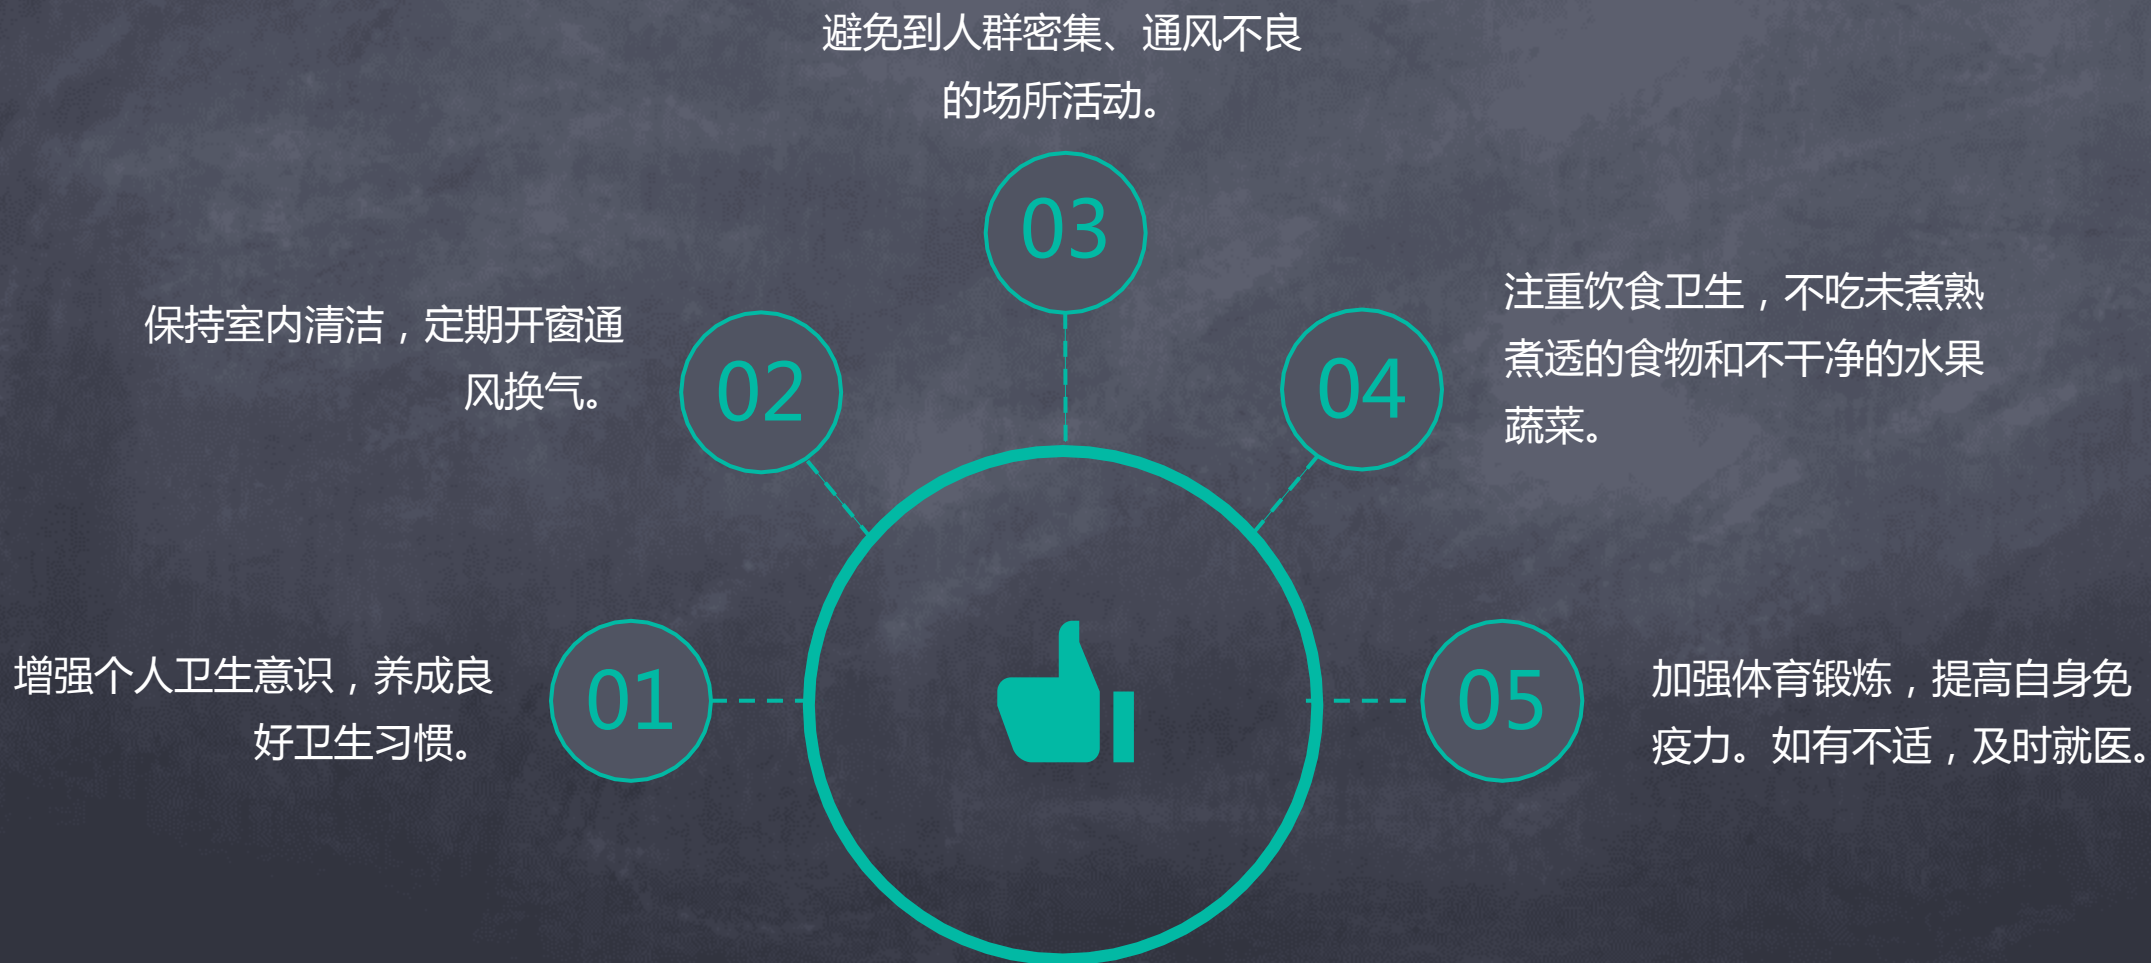 避免到人群密集、通风不良
的场所活动。
03
保持室内清洁，定期开窗通
风换气。
02
04
注重饮食卫生，不吃未煮熟
煮透的食物和不干净的水果
蔬菜。
增强个人卫生意识，养成良
好卫生习惯。
01
05
加强体育锻炼，提高自身免
疫力。如有不适，及时就医。